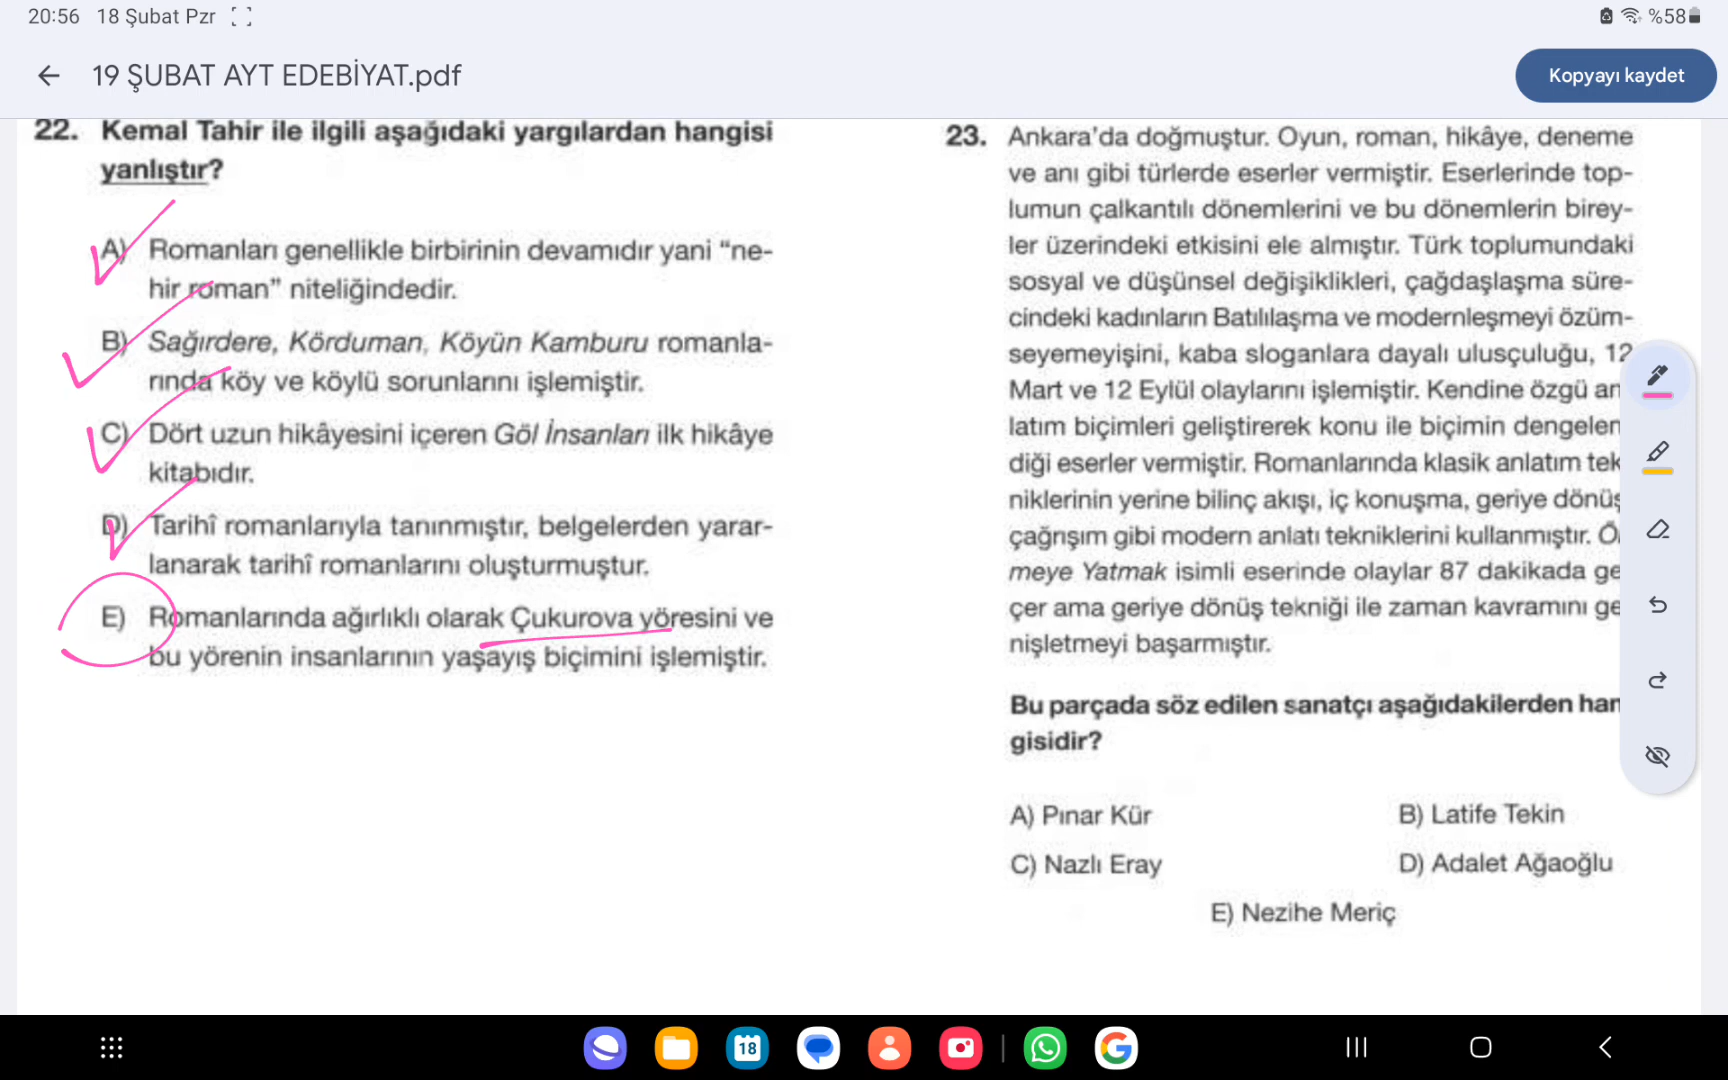 20:56 18 Şubat Pzr
%58
19 ŞUBAT AYT EDEBİYAT.pdf
Kopyayı kaydet
22. Kemal Tahir ile ilgili aşağıdaki yargılardan hangisi
yanlıştır?
A) Romanları genellikle birbirinin devamıdır yani “ne-
hir roman” niteliğindedir.
B) Sağırdere, Körduman, Köyün Kamburu romanla-
rında köy ve köylü sorunlarını işlemiştir.
C) Dört uzun hikâyesini içeren Göl İnsanları ilk hikâye
kitabıdır.
D) Tarihî romanlarıyla tanınmıştır, belgelerden yarar-
lanarak tarihî romanlarını oluşturmuştur.
E) Romanlarında ağırlıklı olarak Çukurova yöresini ve
bu yörenin insanlarının yaşayış biçimini işlemiştir.
23. Ankara’da doğmuştur. Oyun, roman, hikâye, deneme
ve anı gibi türlerde eserler vermiştir. Eserlerinde top-
lumun çalkantılı dönemlerini ve bu dönemlerin birey-
ler üzerindeki etkisini ele almıştır. Türk toplumundaki
sosyal ve düşünsel değişiklikleri, çağdaşlaşma süre-
cindeki kadınların Batılılaşma ve modernleşmeyi özüm-
seyemeyişini, kaba sloganlara dayalı ulusçuluğu, 12
Mart ve 12 Eylül olaylarını işlemiştir. Kendine özgü an
latım biçimleri geliştirerek konu ile biçimin dengelen
diği eserler vermiştir. Romanlarında klasik anlatım tek
niklerinin yerine bilinç akışı, iç konuşma, geriye dönüş
çağrışım gibi modern anlatı tekniklerini kullanmıştır. Ö
meye Yatmak isimli eserinde olaylar 87 dakikada ge
çer ama geriye dönüş tekniği ile zaman kavramını ge
nişletmeyi başarmıştır.
Bu parçada söz edilen sanatçı aşağıdakilerden han
gisidir?
A) Pınar Kür
B) Latife Tekin
C) Nazlı Eray
D) Adalet Ağaoğlu
E) Nezihe Meriç
18